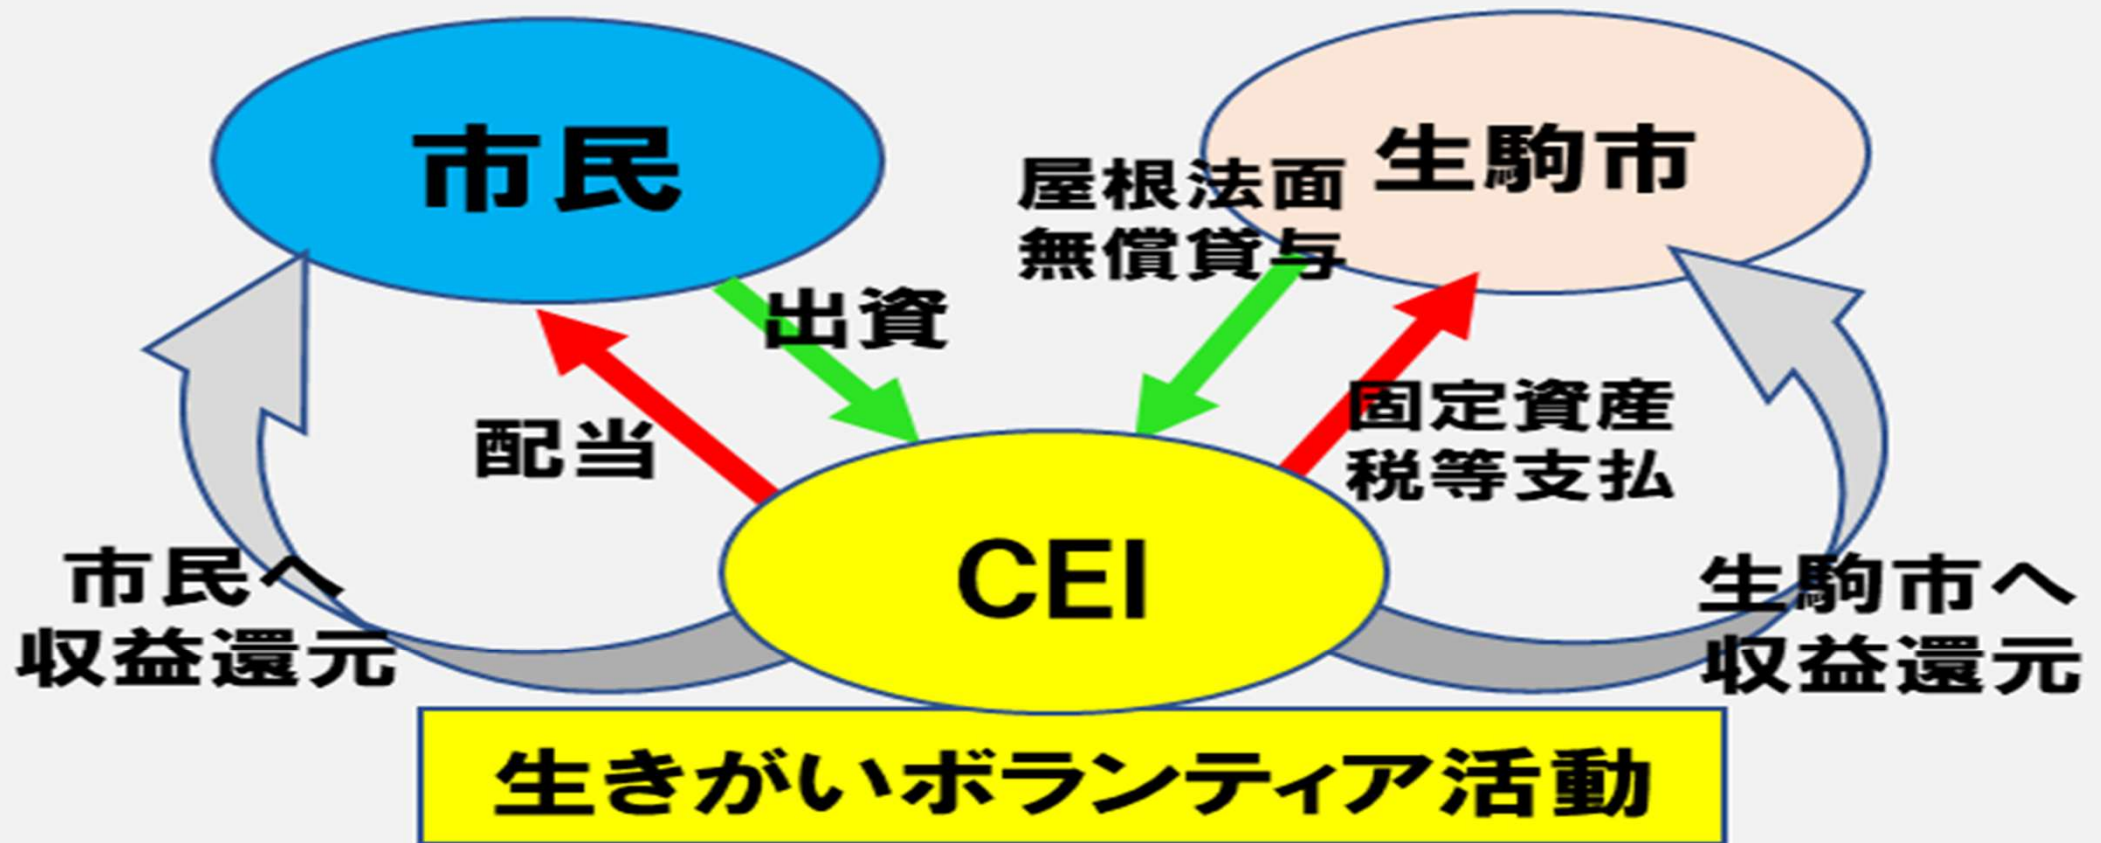 市民
生駒市
屋根法面
無償貸与
出資
配当
固定資産
税等支払
CEI
市民へ
収益還元
生駒市へ
収益還元
生きがいボランティア活動